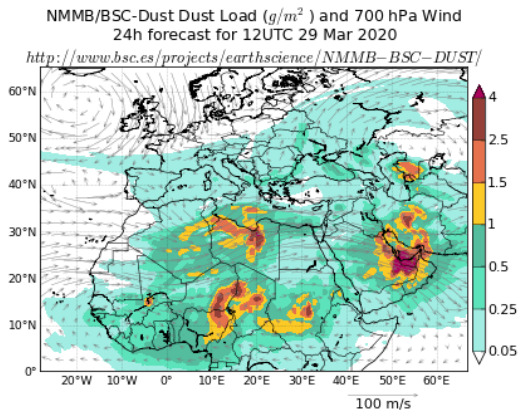 NMMB/BSC-Dust Dust Load (g/m² ) and 700 hPa Wind
24h forecast for 12UTC 29 Mar 2020
http://www.bsc.es/projects/earthscience/NMMB−BSC−DUST/
60°N
50°N
40°N
30°N
20°N
10°N
0°
20°W 10°W 0° 10°E 20°E 30°E 40°E 50°E 60°E
4
2.5
1.5
1
0.5
0.25
0.05
100 m/s